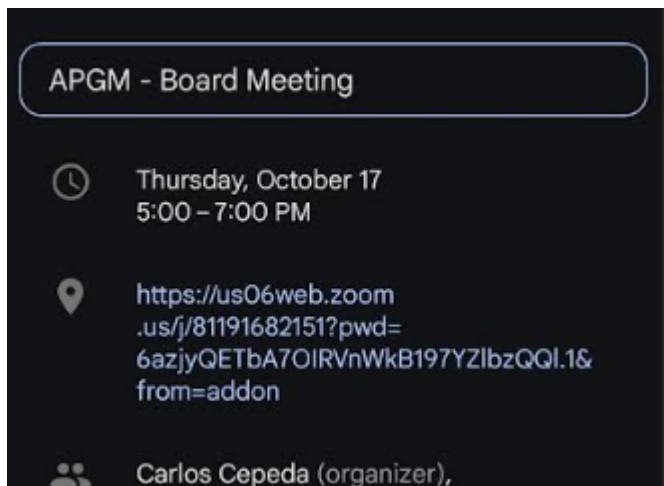 APGM - Board Meeting
Thursday, October 17
5:00 – 7:00 PM
https://us06web.zoom
.us/j/81191682151?pwd=
6azjyQETbA7OIRVnWkB197YZlbzQQl.1&
from=addon
Carlos Cepeda (organizer),